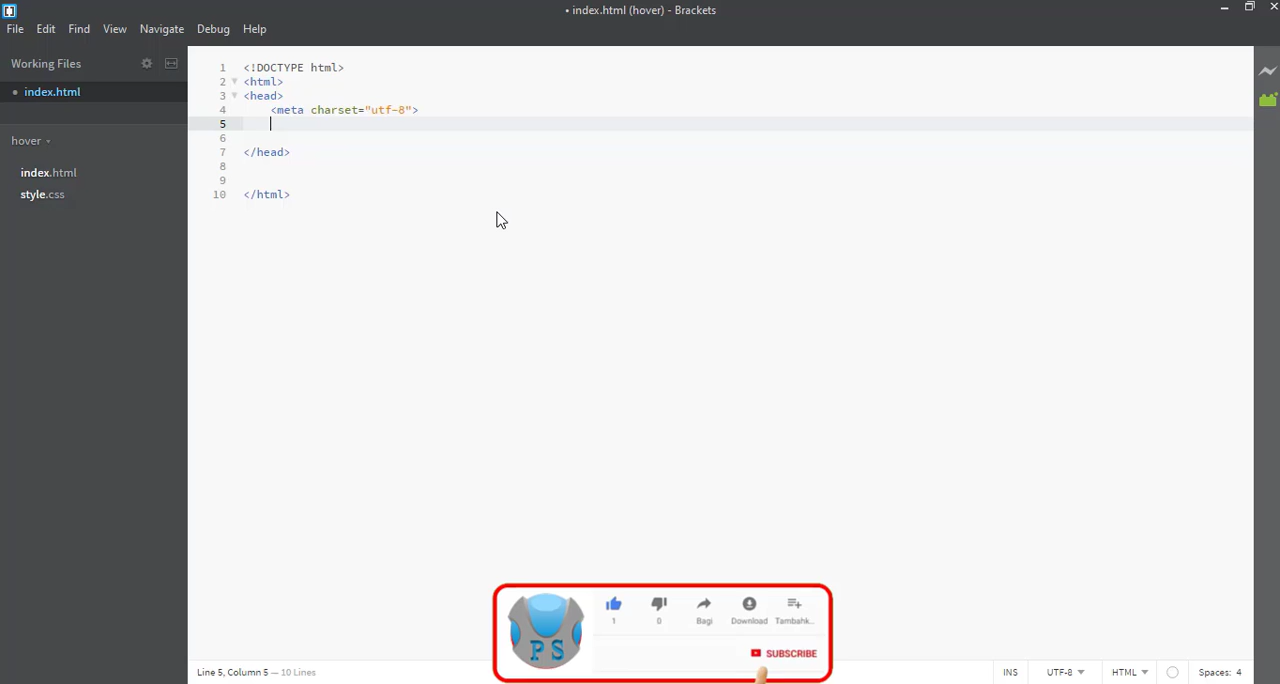 • index.html (hover) - Brackets
File Edit Find View Navigate Debug Help
Working Files
• index.html
hover
index.html
style.css
1 <!DOCTYPE html>
2 <html>
3 <head>
4 <meta charset="utf-8">
5
6
7 </head>
8
9
10 </html>
PS
1 0 Bagi Download Tambahk..
SUBSCRIBE
Line 5, Column 5 — 10 Lines
INS UTF-8 HTML Spaces: 4